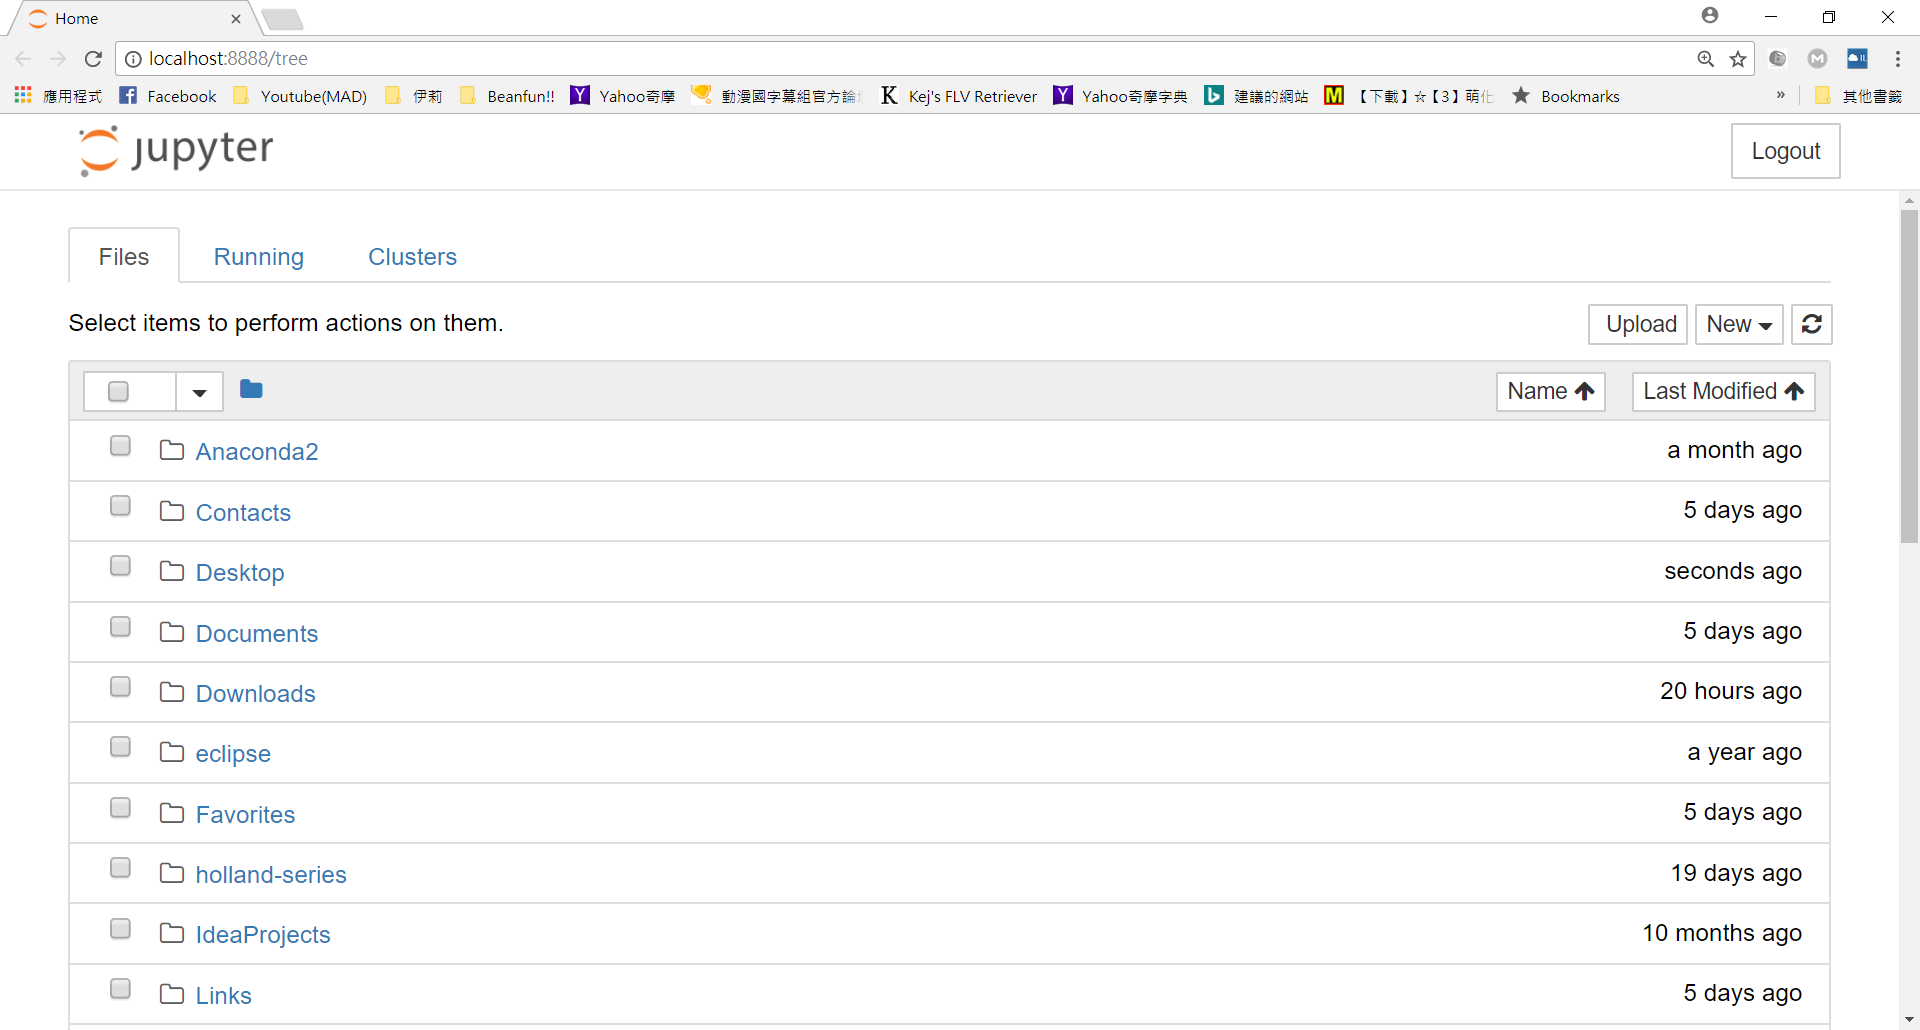 Home
localhost:8888/tree
應用程式 Facebook Youtube(MAD) 伊莉 Beanfun!! Yahoo奇摩 動漫國字幕組官方論 Kej's FLV Retriever Yahoo奇摩字典 建議的網站 【下載】☆【3】萌化 Bookmarks » 其他書籤
jupyter
Logout
Files Running Clusters
Select items to perform actions on them.
Upload New
Name Last Modified
Anaconda2 a month ago
Contacts 5 days ago
Desktop seconds ago
Documents 5 days ago
Downloads 20 hours ago
eclipse a year ago
Favorites 5 days ago
holland-series 19 days ago
IdeaProjects 10 months ago
Links 5 days ago